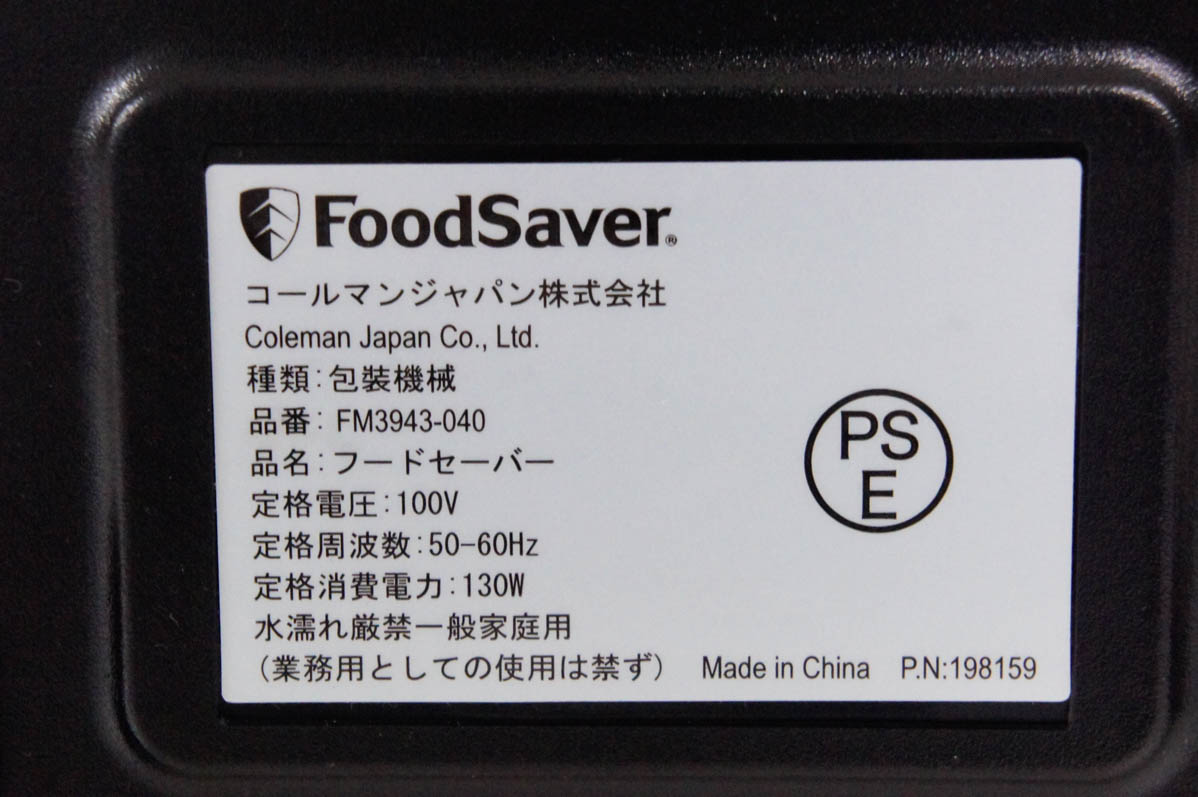 FoodSaver®
コールマンジャパン株式会社
Coleman Japan Co., Ltd.
種類:包装機械
品番: FM3943-040
品名:フードセーバー
定格電圧:100V
定格周波数:50-60Hz
定格消費電力:130W
水濡れ厳禁一般家庭用
(業務用としての使用は禁ず) Made in China P.N:198159
PS
E